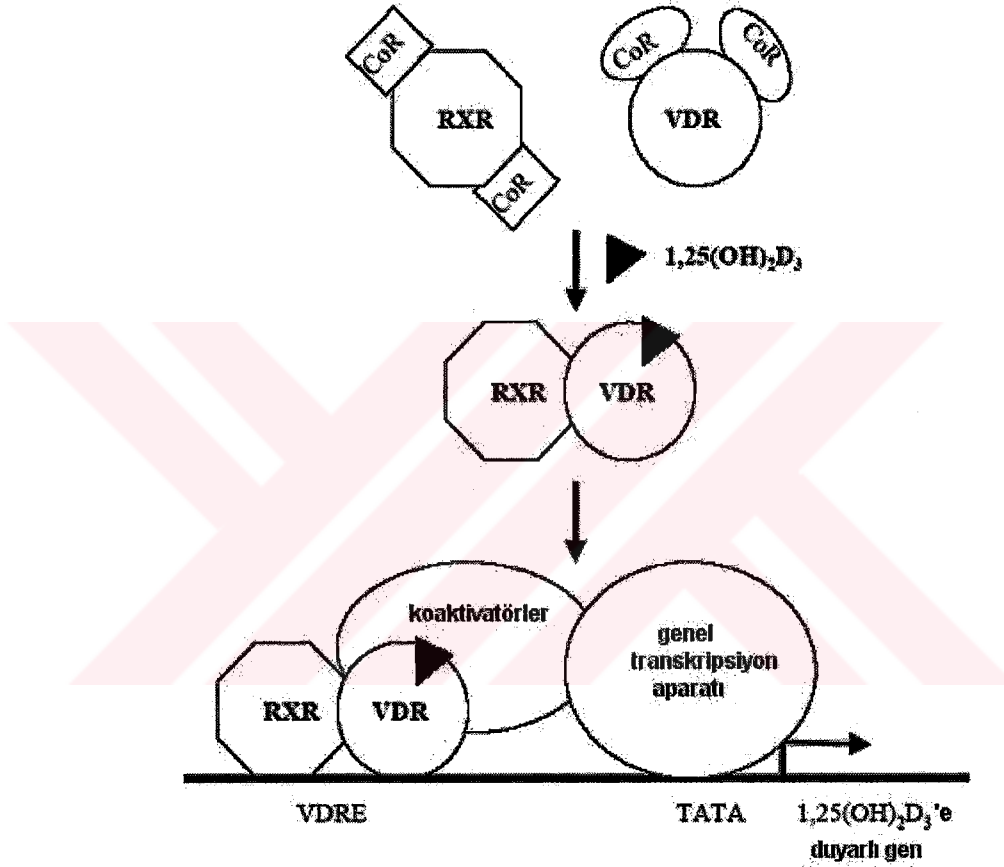 CoR
RXR
CoR
CoR
CoR
VDR
1,25(OH)₂D₃
RXR
VDR
koaktivatörler
genel
transkripsiyon
aparatı
RXR
VDR
VDRE
TATA
1,25(OH)₂D₃'e
duyarlı gen